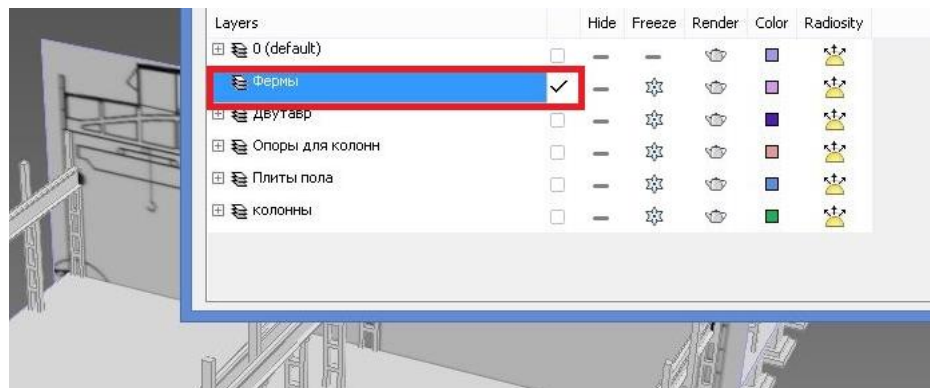 Layers Hide Freeze Render Color Radiosity
0 (default)
Фермы
Двутавр
Опоры для колонн
Плиты пола
колонны